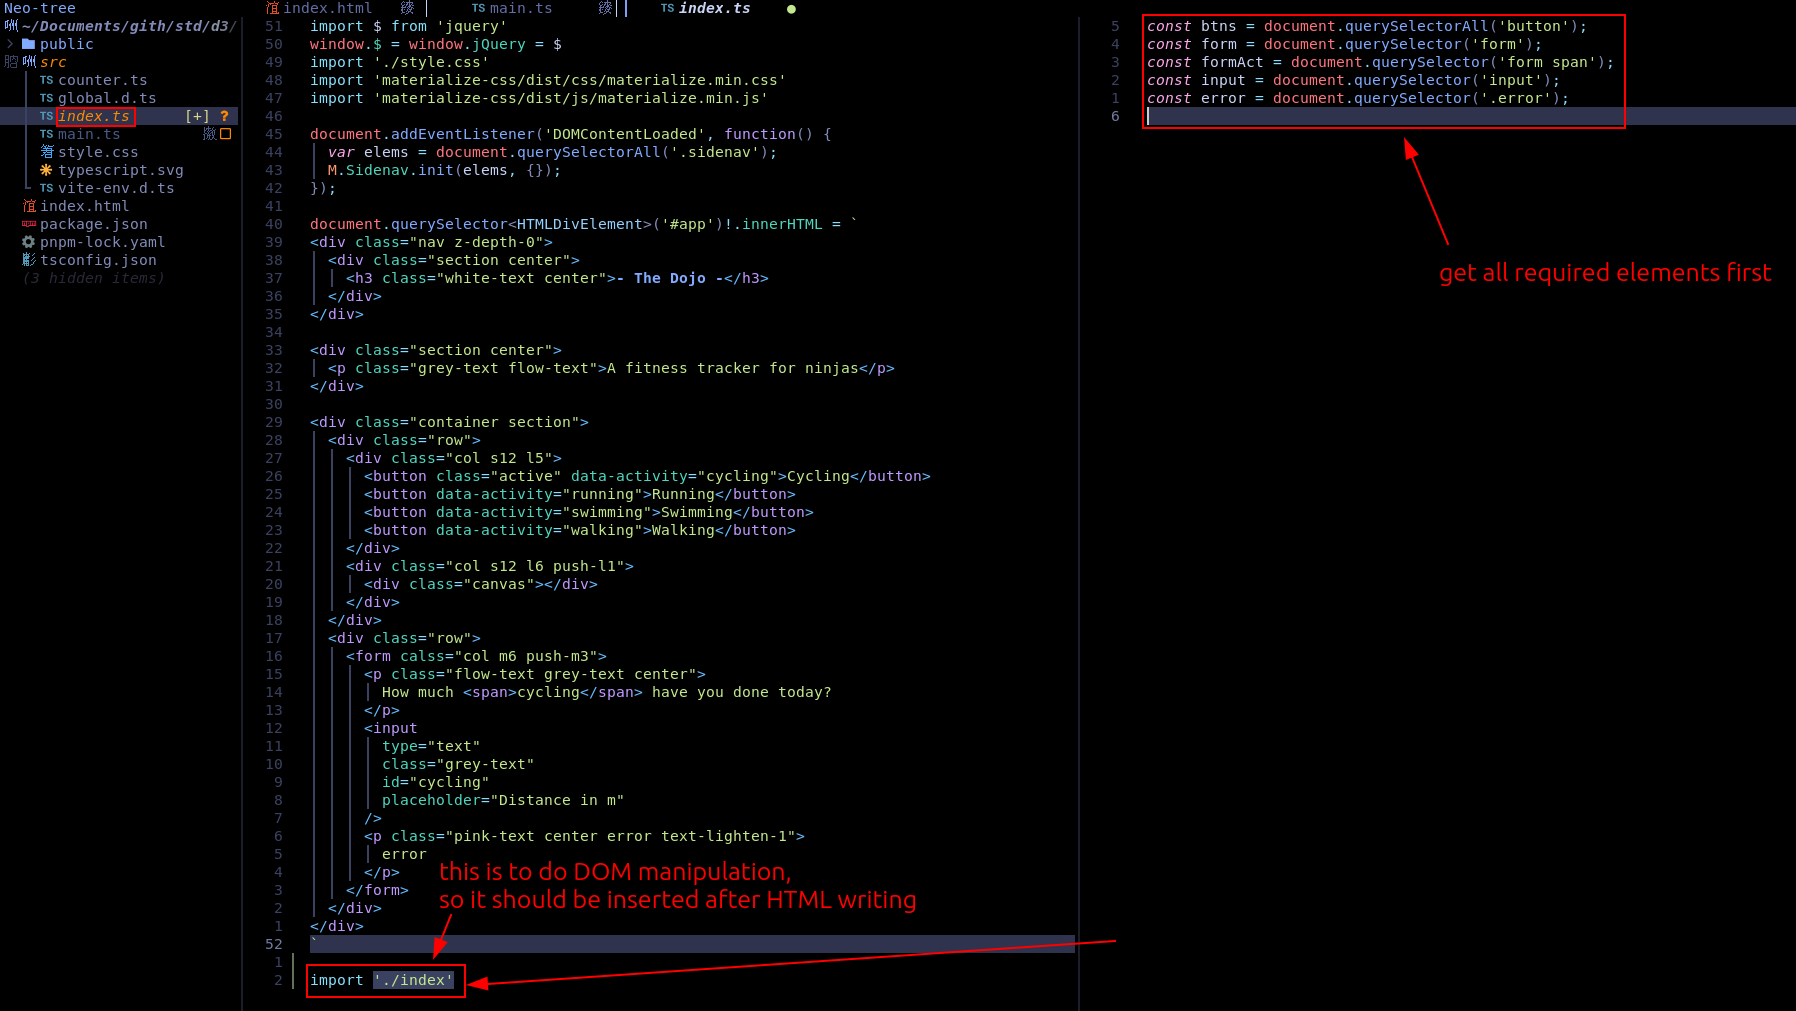 Neo-tree
~/Documents/gith/std/d3/
public
src
TS counter.ts
TS global.d.ts
TS index.ts [+] ?
TS main.ts
style.css
typescript.svg
TS vite-env.d.ts
index.html
package.json
pnpm-lock.yaml
tsconfig.json
(3 hidden items)
index.html TS main.ts TS index.ts
51 import $ from 'jquery'
50 window.$ = window.jQuery = $
49 import './style.css'
48 import 'materialize-css/dist/css/materialize.min.css'
47 import 'materialize-css/dist/js/materialize.min.js'
46
45 document.addEventListener('DOMContentLoaded', function() {
44 var elems = document.querySelectorAll('.sidenav');
43 M.Sidenav.init(elems, {});
42 });
41
40 document.querySelector<HTMLDivElement>('#app')!.innerHTML = `
39 <div class="nav z-depth-0">
38 <div class="section center">
37 <h3 class="white-text center">- The Dojo -</h3>
36 </div>
35 </div>
34
33 <div class="section center">
32 <p class="grey-text flow-text">A fitness tracker for ninjas</p>
31 </div>
30
29 <div class="container section">
28 <div class="row">
27 <div class="col s12 l5">
26 <button class="active" data-activity="cycling">Cycling</button>
25 <button data-activity="running">Running</button>
24 <button data-activity="swimming">Swimming</button>
23 <button data-activity="walking">Walking</button>
22 </div>
21 <div class="col s12 l6 push-l1">
20 <div class="canvas"></div>
19 </div>
18 </div>
17 <div class="row">
16 <form calss="col m6 push-m3">
15 <p class="flow-text grey-text center">
14 How much <span>cycling</span> have you done today?
13 </p>
12 <input
11 type="text"
10 class="grey-text"
9 id="cycling"
8 placeholder="Distance in m"
7 />
6 <p class="pink-text center error text-lighten-1">
5 error
4 </p>
3 </form>
2 </div>
1 </div>
52 `
1
2 import './index'
this is to do DOM manipulation,
so it should be inserted after HTML writing
5 const btns = document.querySelectorAll('button');
4 const form = document.querySelector('form');
3 const formAct = document.querySelector('form span');
2 const input = document.querySelector('input');
1 const error = document.querySelector('.error');
6
get all required elements first